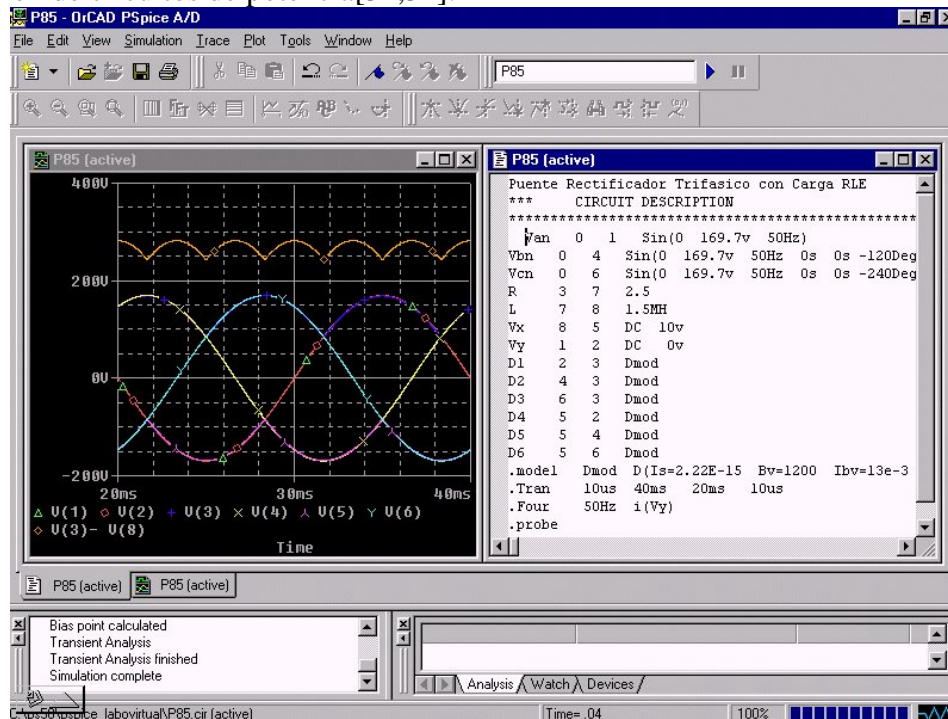 P85 - OrCAD PSpice A/D
File Edit View Simulation Trace Plot Tools Window Help
P85
P85 (active)
400V
200V
0V
-200V
20ms 30ms 40ms
V(1) V(2) V(3) V(4) V(5) V(6)
V(3)- V(8)
Time
P85 (active)
Puente Rectificador Trifasico con Carga RLE
*** CIRCUIT DESCRIPTION
Van 0 1 Sin(0 169.7v 50Hz)
Vbn 0 4 Sin(0 169.7v 50Hz 0s 0s -120Deg
Vcn 0 6 Sin(0 169.7v 50Hz 0s 0s -240Deg
R 3 7 2.5
L 7 8 1.5MH
Vx 8 5 DC 10v
Vy 1 2 DC 0v
D1 2 3 Dmod
D2 4 3 Dmod
D3 6 3 Dmod
D4 5 2 Dmod
D5 5 4 Dmod
D6 5 6 Dmod
.model Dmod D(Is=2.22E-15 Bv=1200 Ibv=13e-3
.Tran 10us 40ms 20ms 10us
.Four 50Hz i(Vy)
.probe
P85 (active) P85 (active)
Bias point calculated
Transient Analysis
Transient Analysis finished
Simulation complete
Analysis Watch Devices
labovirtual\P85.cir (active)
Time= .04 100%